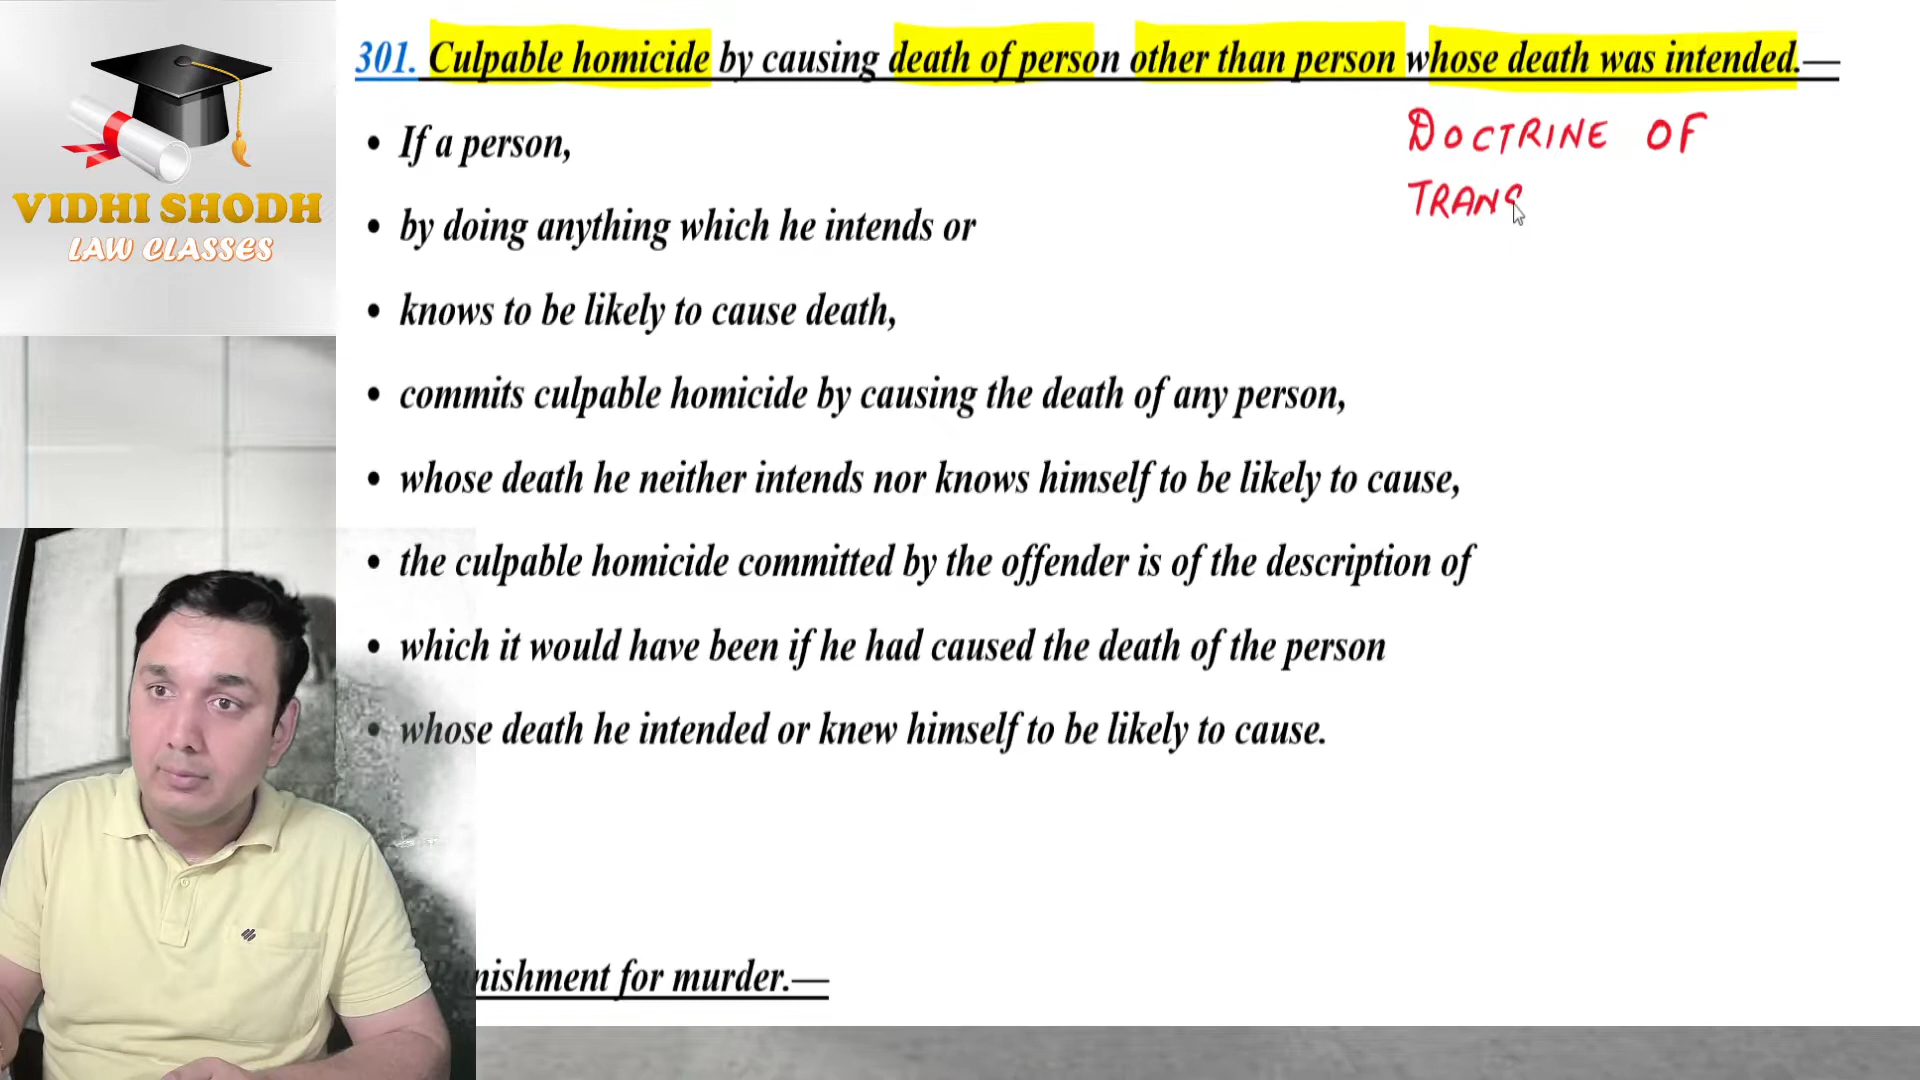 VIDHI SHODH
LAW CLASSES
301. Culpable homicide by causing death of person other than person whose death was intended.—
DOCTRINE OF
TRANS
• If a person,
• by doing anything which he intends or
• knows to be likely to cause death,
• commits culpable homicide by causing the death of any person,
• whose death he neither intends nor knows himself to be likely to cause,
• the culpable homicide committed by the offender is of the description of
• which it would have been if he had caused the death of the person
• whose death he intended or knew himself to be likely to cause.
nishment for murder.—